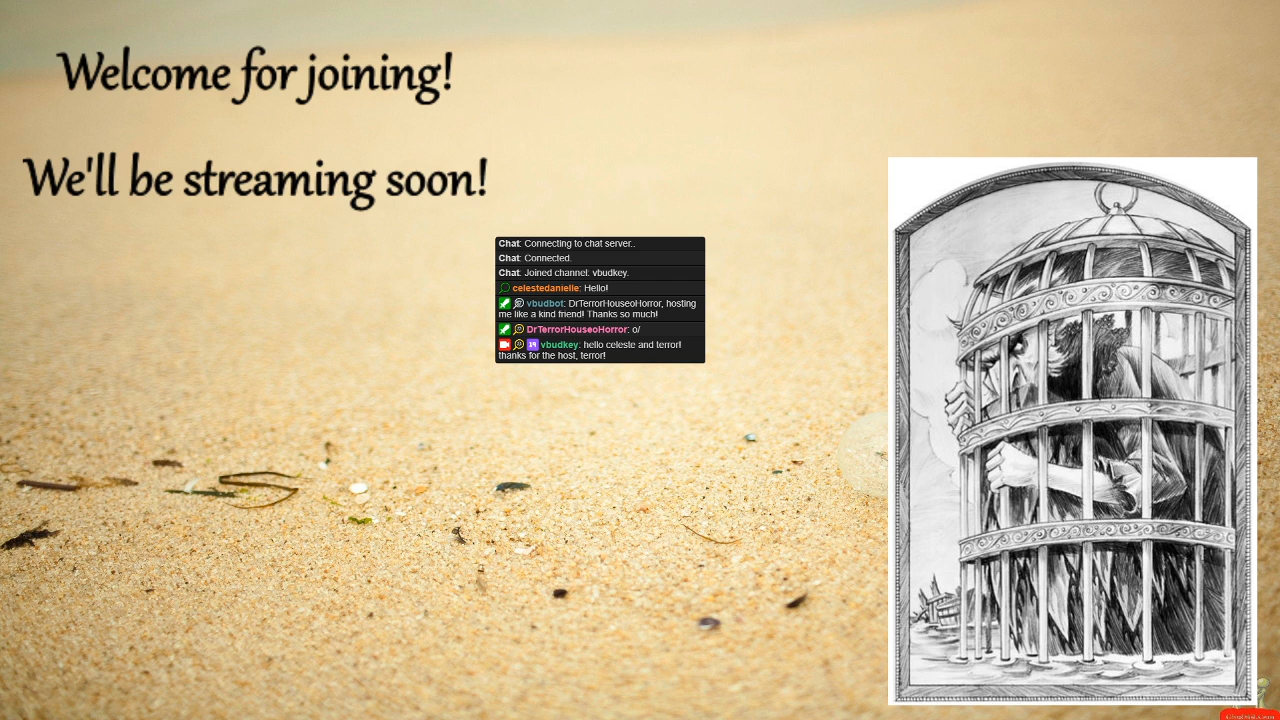 Welcome for joining!
We'll be streaming soon!
Chat: Connecting to chat server..
Chat: Connected.
Chat: Joined channel: vbudkey.
celestedanielle: Hello!
vbudbot: DrTerrorHouseoHorror, hosting
me like a kind friend! Thanks so much!
DrTerrorHouseoHorror: o/
19 vbudkey: hello celeste and terror!
thanks for the host, terror!